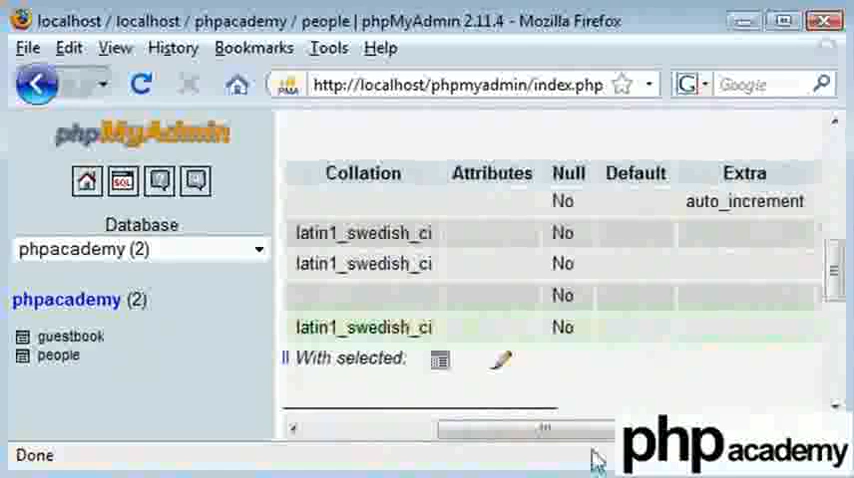 localhost / localhost / phpacademy / people | phpMyAdmin 2.11.4 - Mozilla Firefox
File Edit View History Bookmarks Tools Help
PMA http://localhost/phpmyadmin/index.php G Google
phpMyAdmin
SQL
Database
phpacademy (2)
phpacademy (2)
guestbook
people
Collation Attributes Null Default Extra
No auto_increment
latin1_swedish_ci No
latin1_swedish_ci No
No
latin1_swedish_ci No
With selected:
Done
php academy